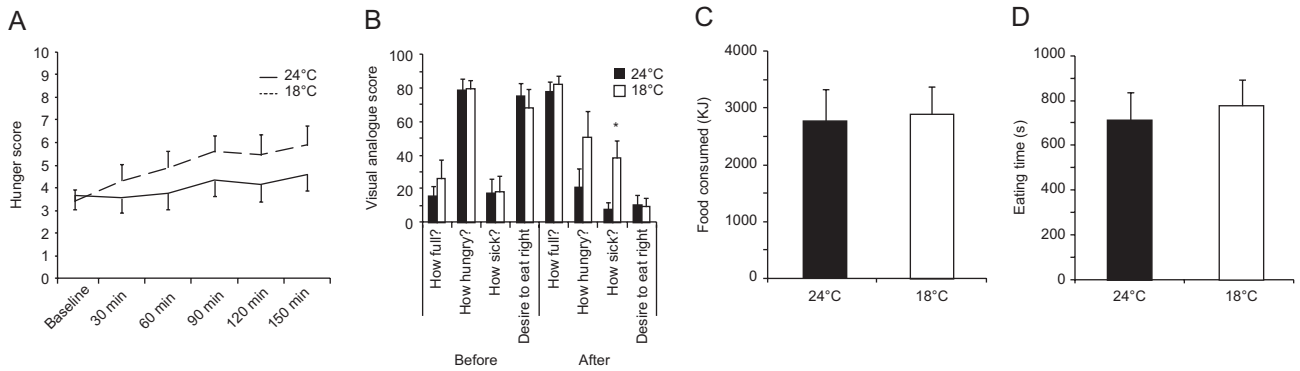 A
Hunger score
10
9
8
7
6
5
4
3
2
1
0
24°C
18°C
Baseline
30 min
60 min
90 min
120 min
150 min
B
Visual analogue score
100
80
60
40
20
0
24°C
18°C
*
How full?
How hungry?
How sick?
Desire to eat right
How full?
How hungry?
How sick?
Desire to eat right
Before
After
C
Food consumed (KJ)
4000
3000
2000
1000
0
24°C
18°C
D
Eating time (s)
1000
800
600
400
200
0
24°C
18°C